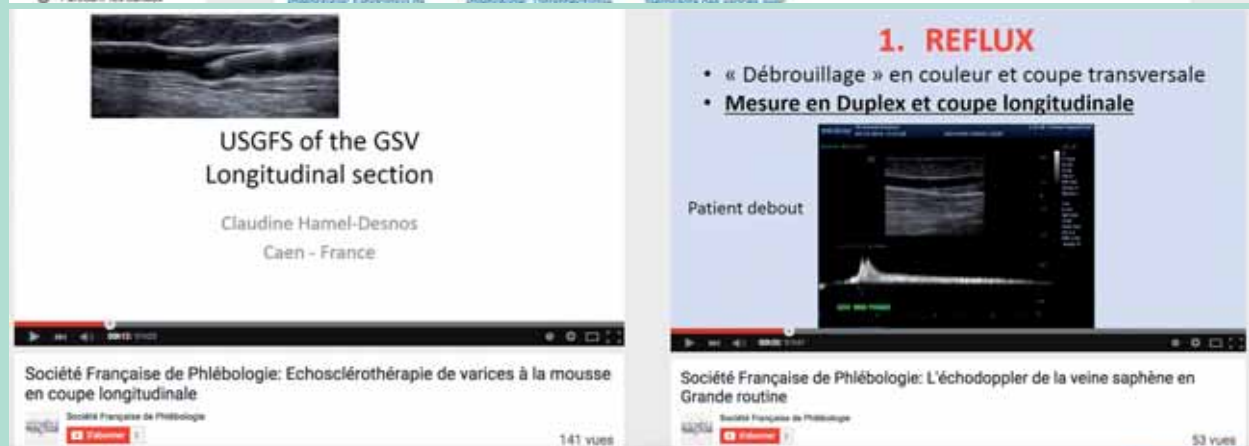 USGFS of the GSV
Longitudinal section
Claudine Hamel-Desnos
Caen - France
Société Française de Phlébologie: Echosclérothérapie de varices à la mousse
en coupe longitudinale
Société Française de Phlébologie
S'abonner
141 vues
1. REFLUX
• « Débrouillage » en couleur et coupe transversale
• Mesure en Duplex et coupe longitudinale
Patient debout
Société Française de Phlébologie: L'échodoppler de la veine saphène en
Grande routine
Société Française de Phlébologie
S'abonner
53 vues